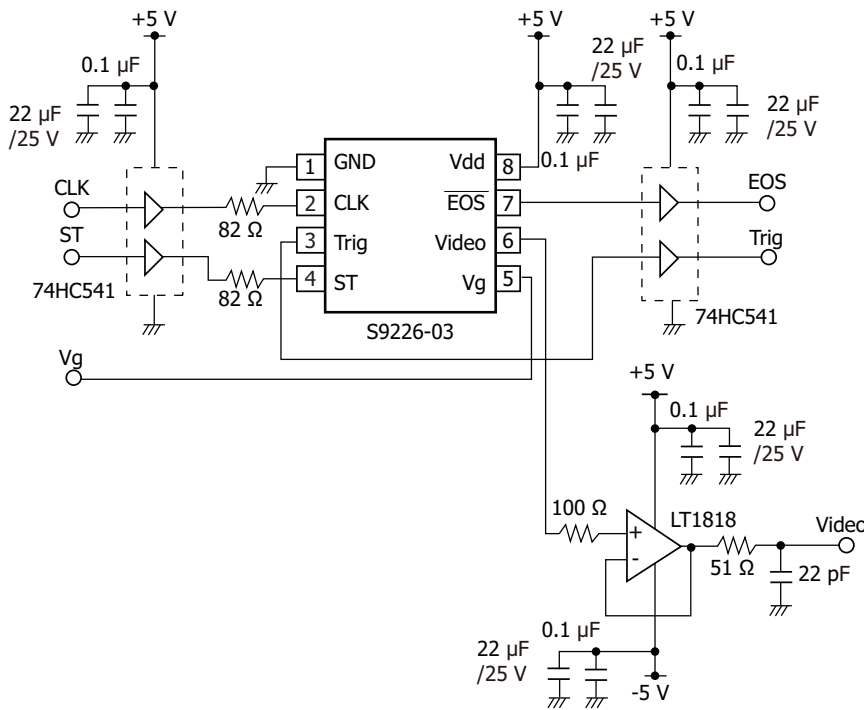 +5 V
+5 V
+5 V
0.1 µF
22 µF
/25 V
0.1 µF
22 µF
/25 V
22 µF
/25 V
0.1 µF
CLK
ST
74HC541
82 Ω
82 Ω
1
GND
2
CLK
3
Trig
4
ST
Vdd
8
EOS
7
Video
6
Vg
5
S9226-03
EOS
Trig
74HC541
Vg
+5 V
0.1 µF
22 µF
/25 V
100 Ω
LT1818
+
-
51 Ω
Video
22 pF
0.1 µF
22 µF
/25 V
-5 V